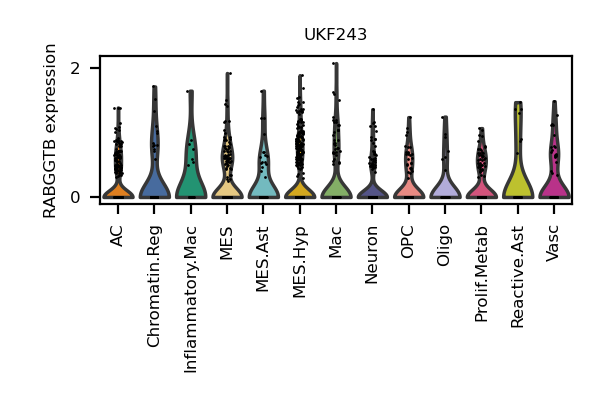 UKF243
RABGGTB expression
2
0
AC
Chromatin.Reg
Inflammatory.Mac
MES
MES.Ast
MES.Hyp
Mac
Neuron
OPC
Oligo
Prolif.Metab
Reactive.Ast
Vasc